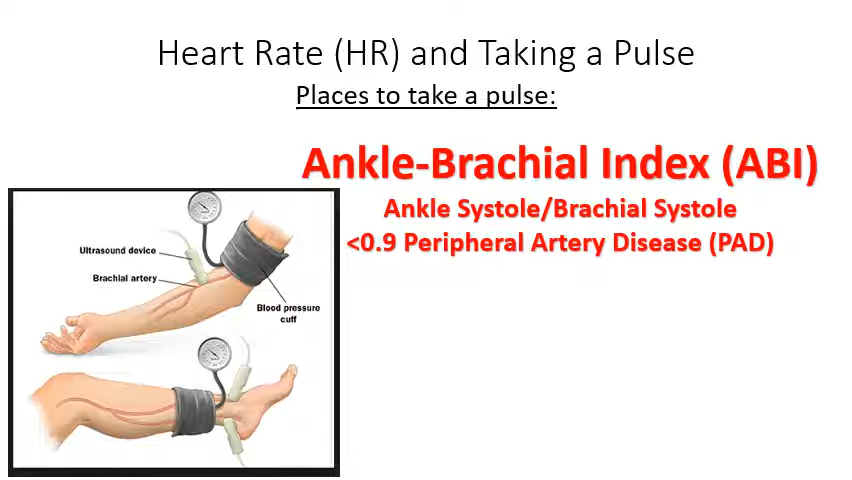 Heart Rate (HR) and Taking a Pulse
Places to take a pulse:
Ankle-Brachial Index (ABI)
Ankle Systole/Brachial Systole
<0.9 Peripheral Artery Disease (PAD)
Ultrasound device
Brachial artery
Blood pressure
cuff